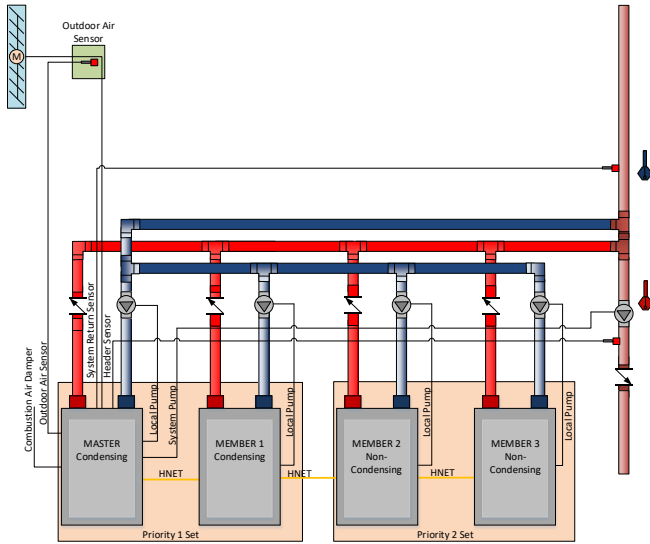 Outdoor Air
Sensor
M
Combustion Air Damper
Outdoor Air Sensor
System Return Sensor
Header Sensor
Local Pump
System Pump
Local Pump
Local Pump
Local Pump
MASTER
Condensing
MEMBER 1
Condensing
MEMBER 2
Non-
Condensing
MEMBER 3
Non-
Condensing
HNET
HNET
HNET
Priority 1 Set
Priority 2 Set